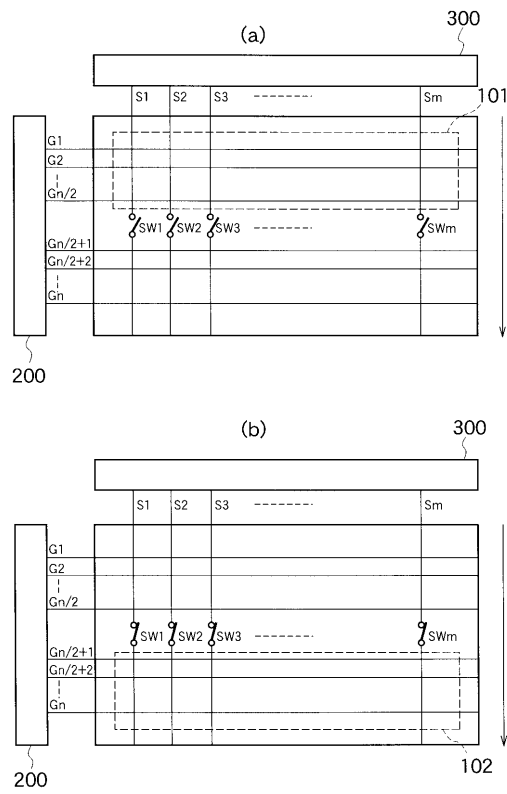 (a)
300
S1 S2 S3 Sm
101
G1
G2
Gn/2
SW1 SW2 SW3 SWm
Gn/2+1
Gn/2+2
Gn
200
(b)
300
S1 S2 S3 Sm
G1
G2
Gn/2
SW1 SW2 SW3 SWm
Gn/2+1
Gn/2+2
Gn
200
102